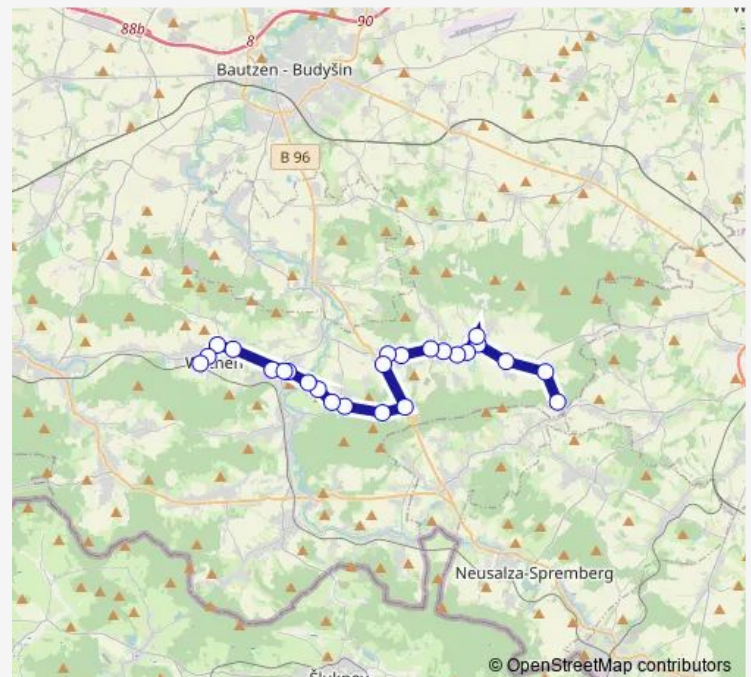 88b
90
8
Bautzen - Budyšin
B 96
Neusalza-Spremberg
© OpenStreetMap contributors